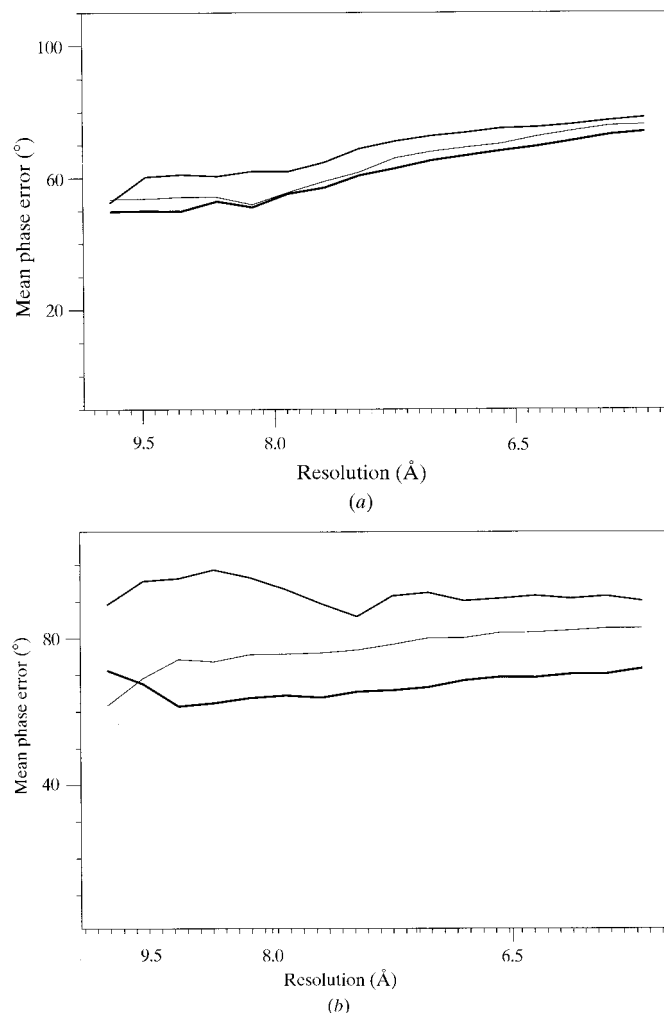 100
60
20
Mean phase error (°)
9.5 8.0 6.5
Resolution (Å)
(a)
80
40
Mean phase error (°)
9.5 8.0 6.5
Resolution (Å)
(b)